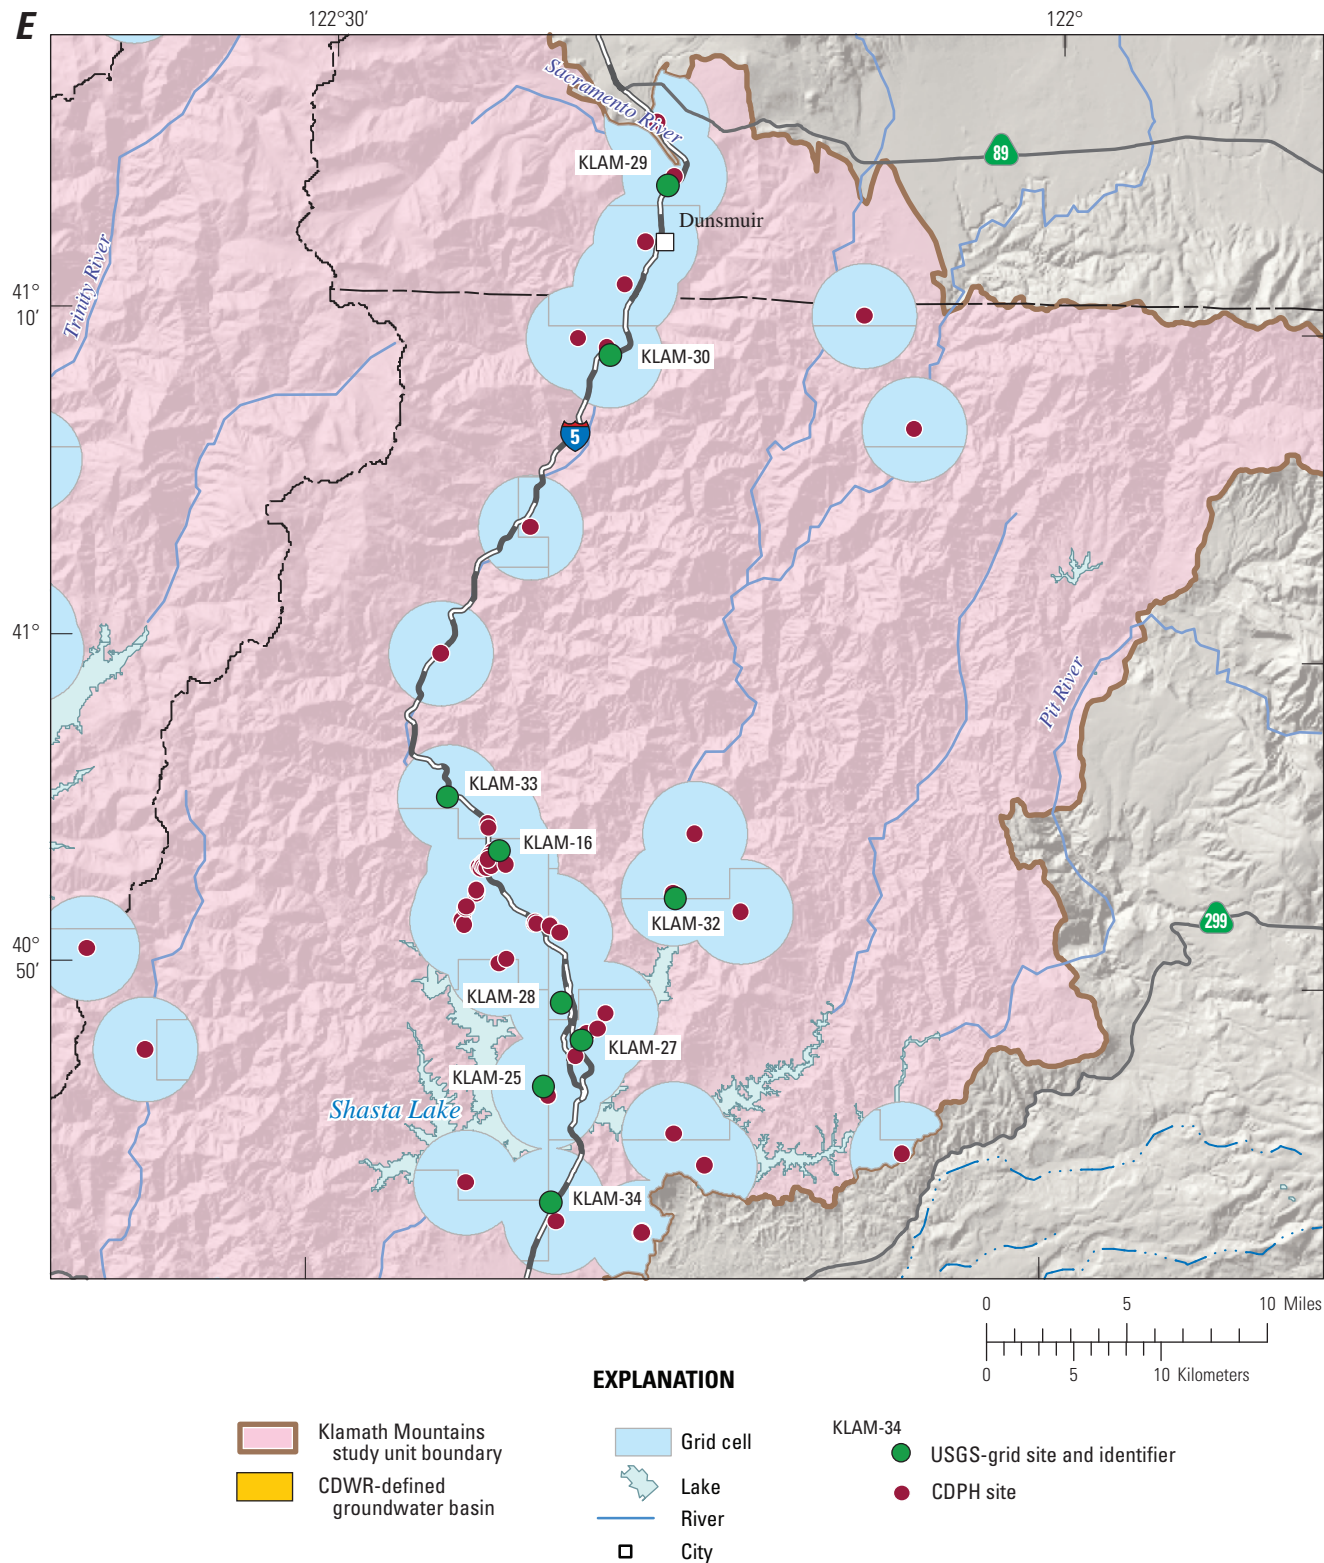 E
122°30′
122°
Sacramento River
KLAM-29
89
Dunsmuir
Trinity River
41°
10′
KLAM-30
5
41°
Pit River
KLAM-33
KLAM-16
299
KLAM-32
40°
50′
KLAM-28
KLAM-27
KLAM-25
Shasta Lake
KLAM-34
0 5 10 Miles
0 5 10 Kilometers
EXPLANATION
Klamath Mountains
study unit boundary
CDWR-defined
groundwater basin
Grid cell
Lake
River
City
KLAM-34
USGS-grid site and identifier
CDPH site